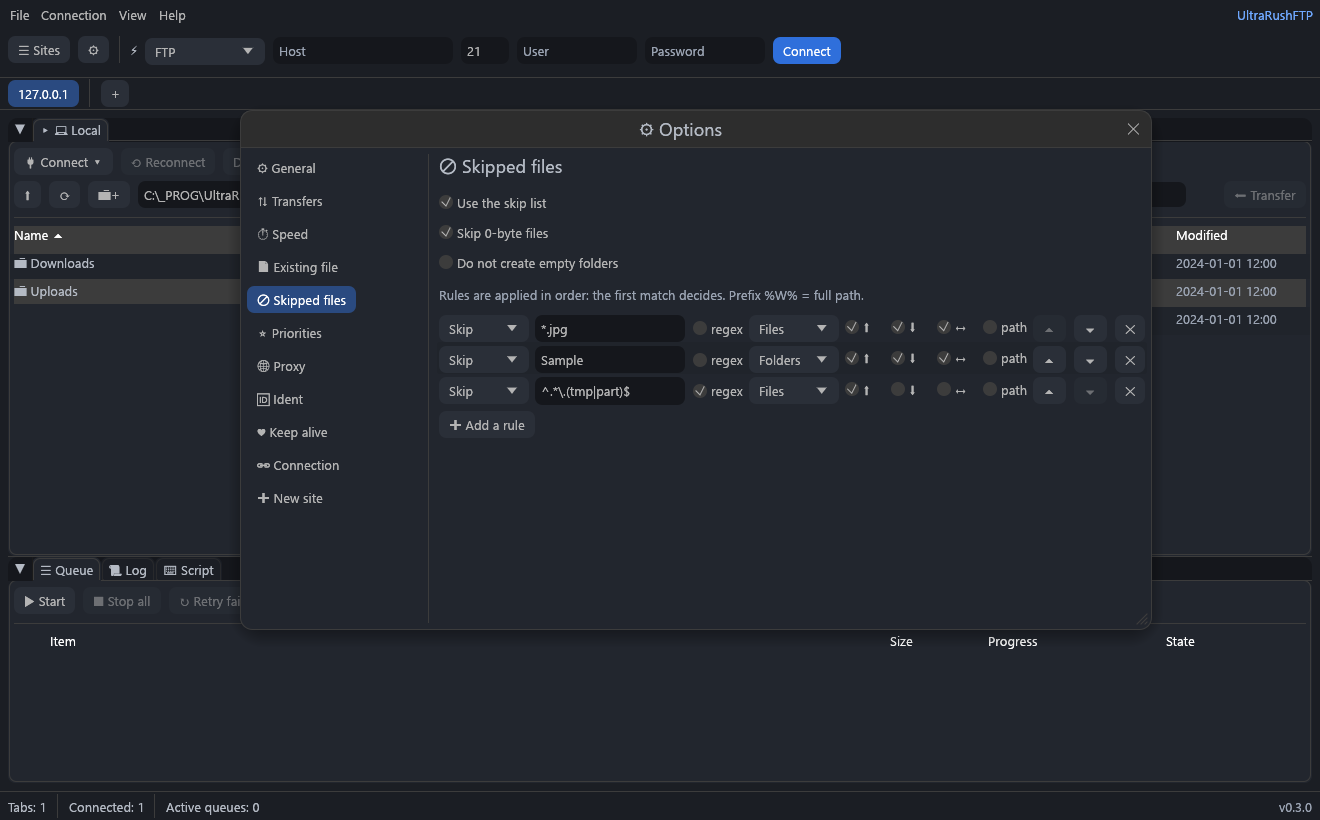 File Connection View Help UltraRushFTP
Sites FTP Host 21 User Password Connect
127.0.0.1 +
Local
Options
Connect Reconnect D
C:\_PROG\UltraR
Transfer
Name Modified
Downloads 2024-01-01 12:00
Uploads 2024-01-01 12:00
2024-01-01 12:00
General
Transfers
Speed
Existing file
Skipped files
Priorities
Proxy
Ident
Keep alive
Connection
New site
Skipped files
Use the skip list
Skip 0-byte files
Do not create empty folders
Rules are applied in order: the first match decides. Prefix %W% = full path.
Skip *.jpg regex Files path
Skip Sample regex Folders path
Skip ^.*\.(tmp|part)$ regex Files path
Add a rule
Queue Log Script
Start Stop all Retry fai
Item Size Progress State
Tabs: 1 Connected: 1 Active queues: 0 v0.3.0